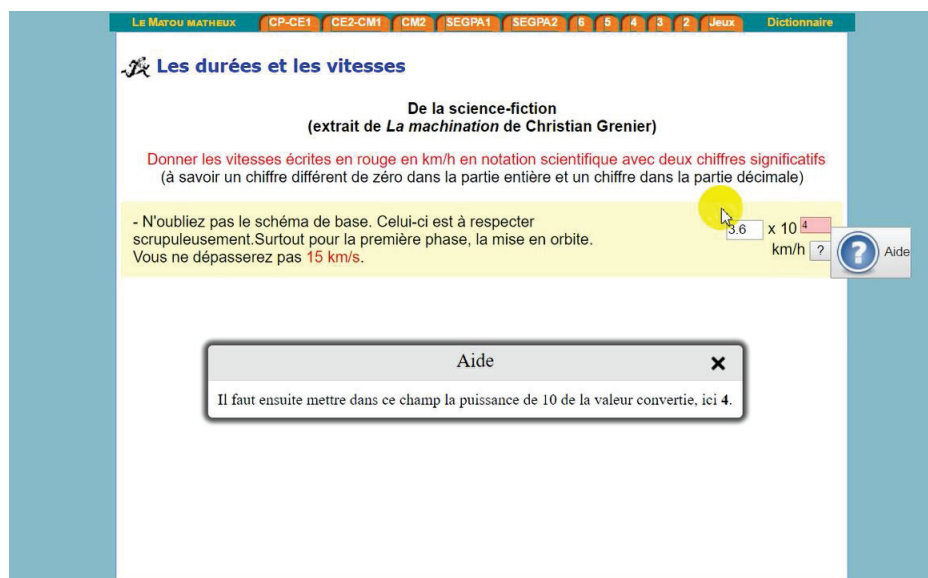 LE MATOU MATHEUX CP-CE1 CE2-CM1 CM2 SEGPA1 SEGPA2 6 5 4 3 2 Jeux Dictionnaire
Les durées et les vitesses
De la science-fiction
(extrait de La machination de Christian Grenier)
Donner les vitesses écrites en rouge en km/h en notation scientifique avec deux chiffres significatifs
(à savoir un chiffre différent de zéro dans la partie entière et un chiffre dans la partie décimale)
- N'oubliez pas le schéma de base. Celui-ci est à respecter
scrupuleusement.Surtout pour la première phase, la mise en orbite.
Vous ne dépasserez pas 15 km/s.
3.6 x 10 4
km/h ?
? Aide
Aide
Il faut ensuite mettre dans ce champ la puissance de 10 de la valeur convertie, ici 4.